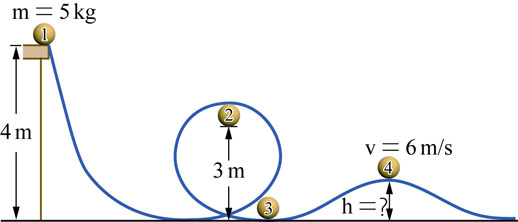 m = 5 kg
1
4 m
2
3 m
3
v = 6 m/s
4
h = ?